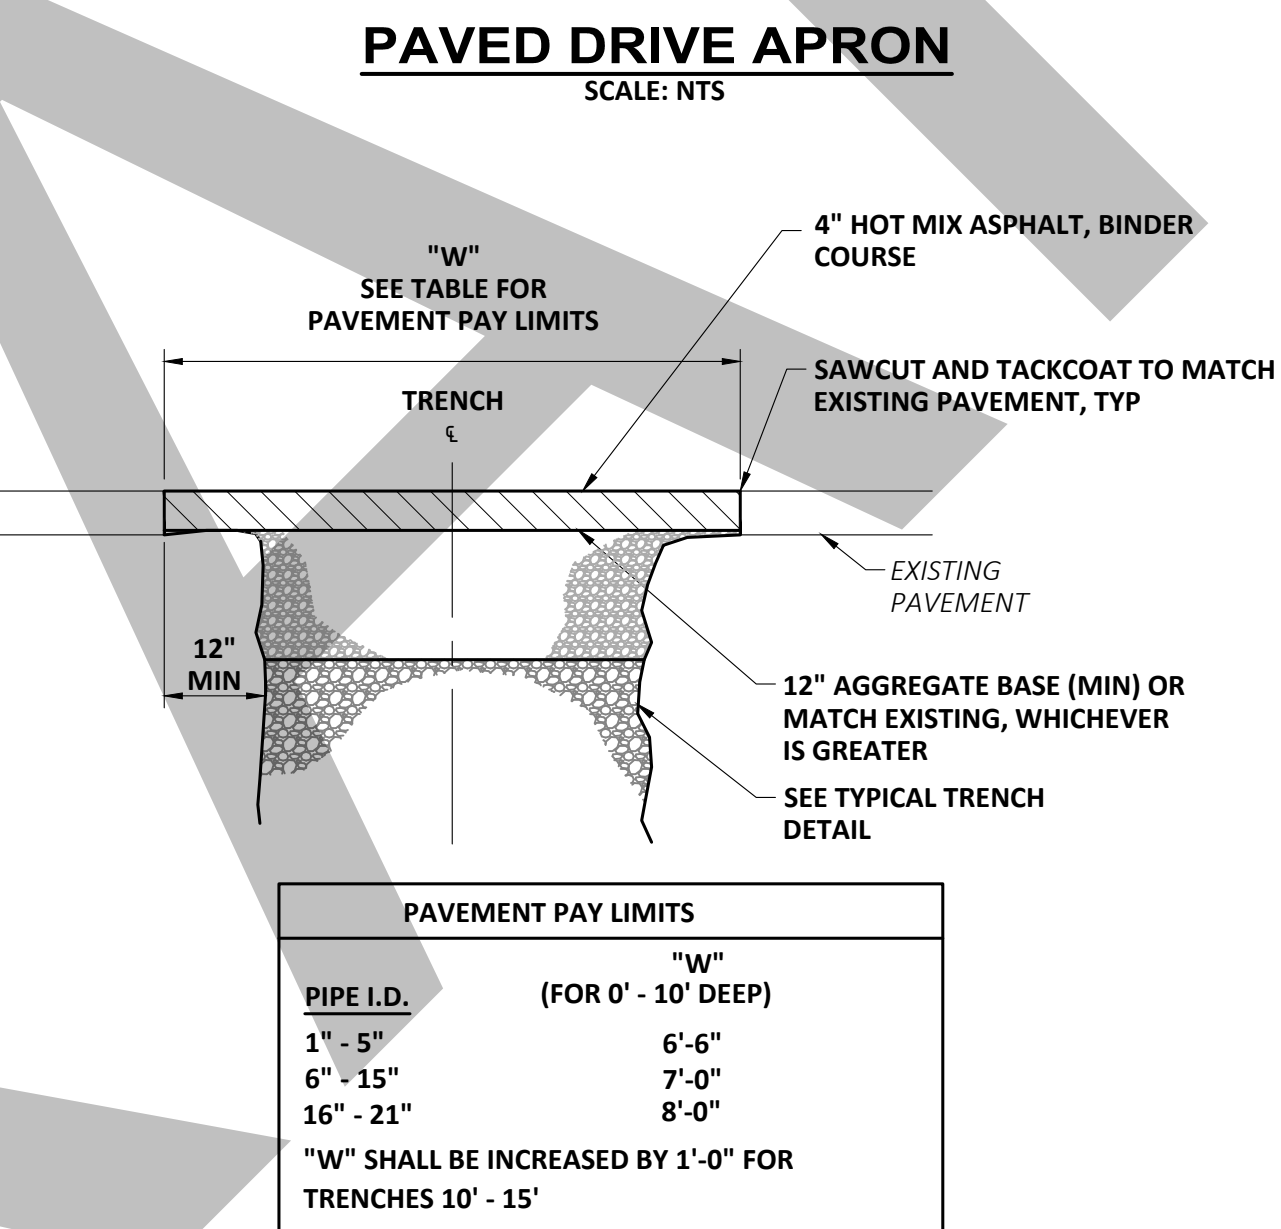 PAVED DRIVE APRON
SCALE: NTS
4" HOT MIX ASPHALT, BINDER
COURSE
"W"
SEE TABLE FOR
PAVEMENT PAY LIMITS
SAWCUT AND TACKCOAT TO MATCH
EXISTING PAVEMENT, TYP
TRENCH
℄
EXISTING
PAVEMENT
12"
MIN
12" AGGREGATE BASE (MIN) OR
MATCH EXISTING, WHICHEVER
IS GREATER
SEE TYPICAL TRENCH
DETAIL
PAVEMENT PAY LIMITS
"W"
PIPE I.D. (FOR 0' - 10' DEEP)
1" - 5" 6'-6"
6" - 15" 7'-0"
16" - 21" 8'-0"
"W" SHALL BE INCREASED BY 1'-0" FOR
TRENCHES 10' - 15'